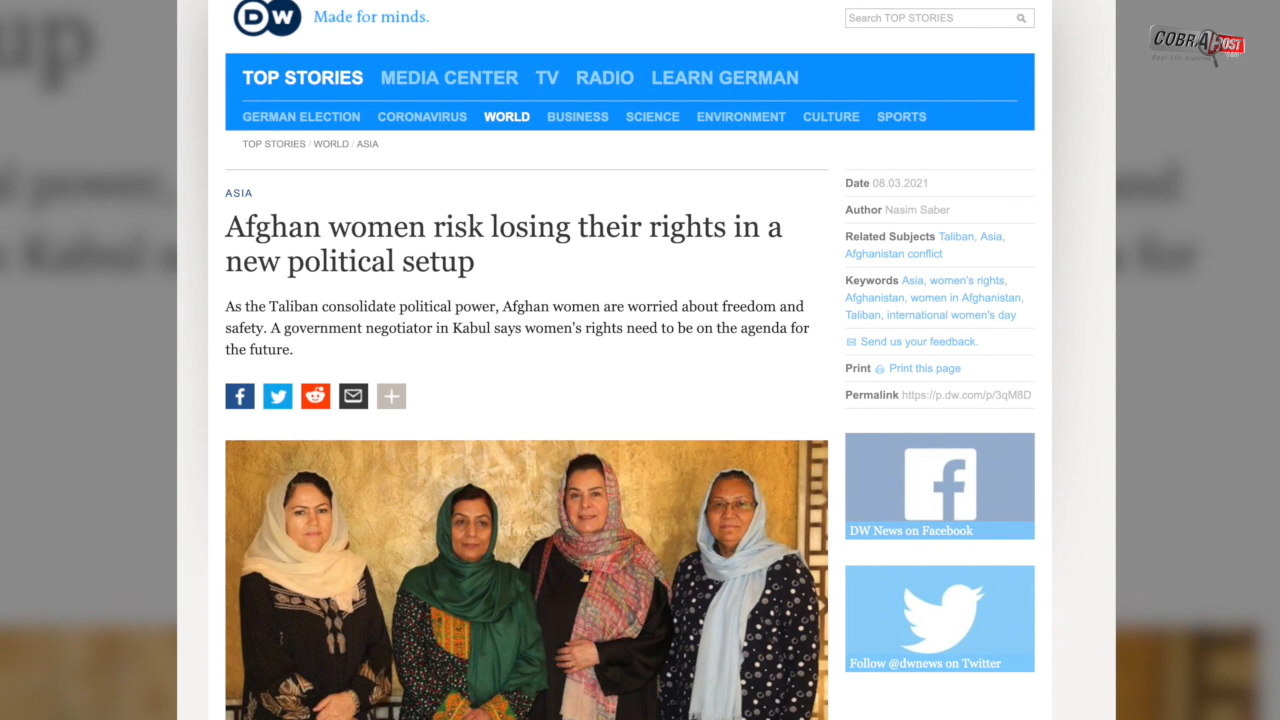 DW Made for minds.
Search TOP STORIES
COBRAPOST
.com
TOP STORIES MEDIA CENTER TV RADIO LEARN GERMAN
GERMAN ELECTION CORONAVIRUS WORLD BUSINESS SCIENCE ENVIRONMENT CULTURE SPORTS
TOP STORIES / WORLD / ASIA
ASIA
Afghan women risk losing their rights in a
new political setup
As the Taliban consolidate political power, Afghan women are worried about freedom and
safety. A government negotiator in Kabul says women's rights need to be on the agenda for
the future.
Date 08.03.2021
Author Nasim Saber
Related Subjects Taliban, Asia,
Afghanistan conflict
Keywords Asia, women's rights,
Afghanistan, women in Afghanistan,
Taliban, international women's day
Send us your feedback.
Print Print this page
Permalink https://p.dw.com/p/3qM8D
DW News on Facebook
Follow @dwnews on Twitter